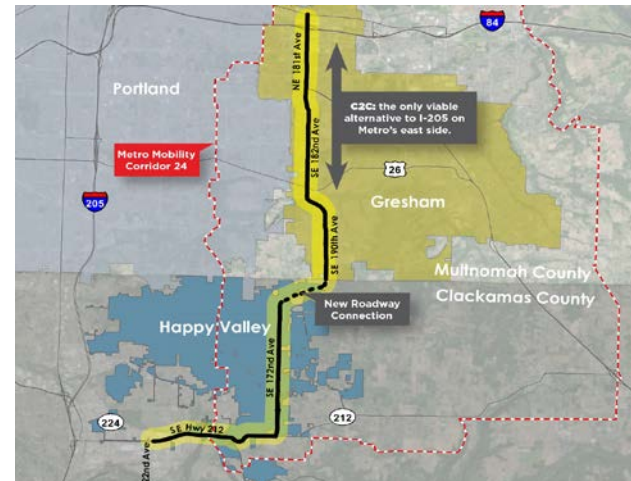 84
Portland
NE 181st Ave
C2C: the only viable
alternative to I-205 on
Metro's east side.
Metro Mobility
Corridor 24
SE 182nd Ave
26
205
Gresham
SE 190th Ave
Multnomah County
Clackamas County
New Roadway
Connection
Happy Valley
SE 172nd Ave
224
SE Hwy 212
212